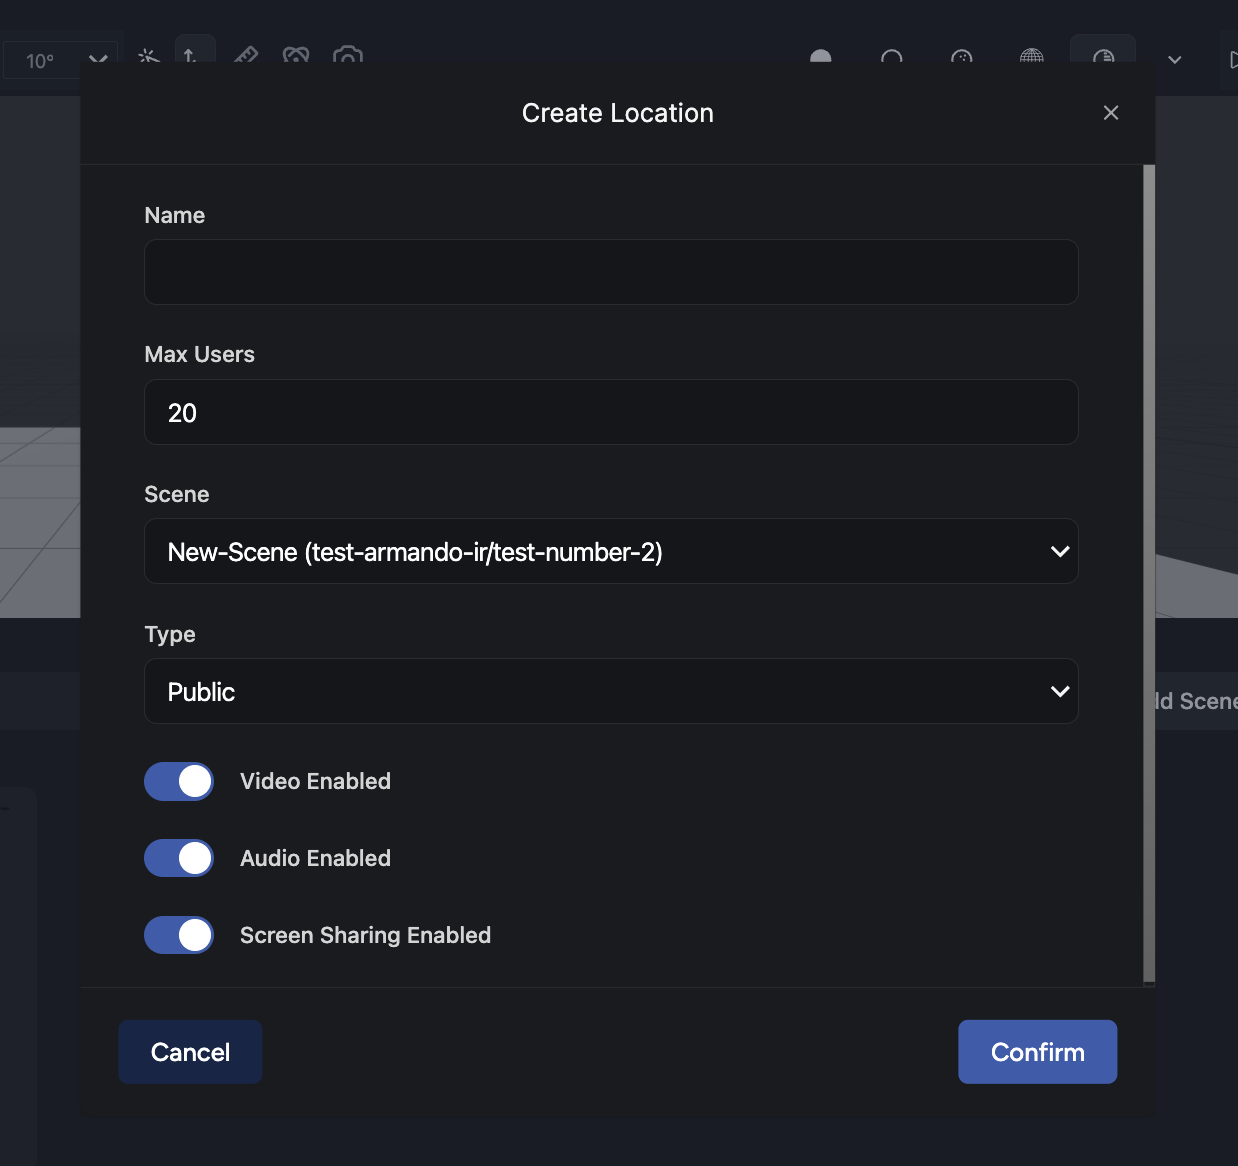 10°
Create Location
Name
Max Users
20
Scene
New-Scene (test-armando-ir/test-number-2)
Type
Public
dd Scene
Video Enabled
Audio Enabled
Screen Sharing Enabled
Cancel
Confirm